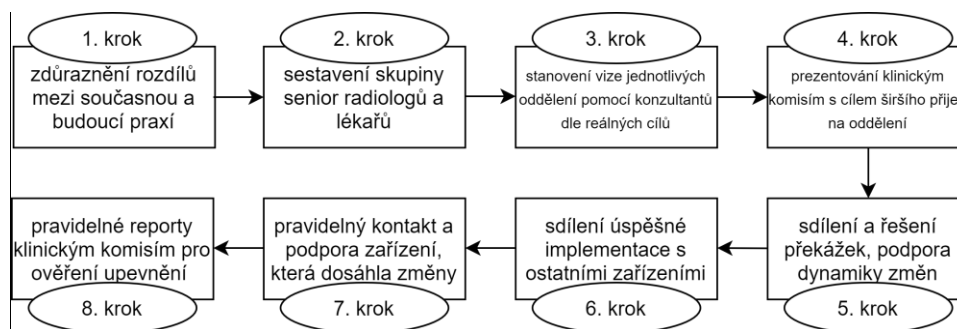 1. krok
zdůraznění rozdílů
mezi současnou a
budoucí praxí
2. krok
sestavení skupiny
senior radiologů a
lékařů
3. krok
stanovení vize jednotlivých
oddělení pomocí konzultantů
dle reálných cílů
4. krok
prezentování klinickým
komisím s cílem širšího přije
na oddělení
sdílení a řešení
překážek, podpora
dynamiky změn
5. krok
sdílení úspěšné
implementace s
ostatními zařízeními
6. krok
pravidelný kontakt a
podpora zařízení,
která dosáhla změny
7. krok
pravidelné reporty
klinickým komisím pro
ověření upevnění
8. krok